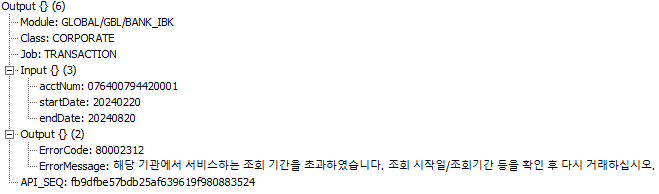 Output {} (6)
Module: GLOBAL/GBL/BANK_IBK
Class: CORPORATE
Job: TRANSACTION
Input {} (3)
acctNum: 076400794420001
startDate: 20240220
endDate: 20240820
Output {} (2)
ErrorCode: 80002312
ErrorMessage: 해당 기관에서 서비스하는 조회 기간을 초과하였습니다. 조회 시작일/조회기간 등을 확인 후 다시 거래하십시오.
API_SEQ: fb9dfbe57bdb25af639619f980883524